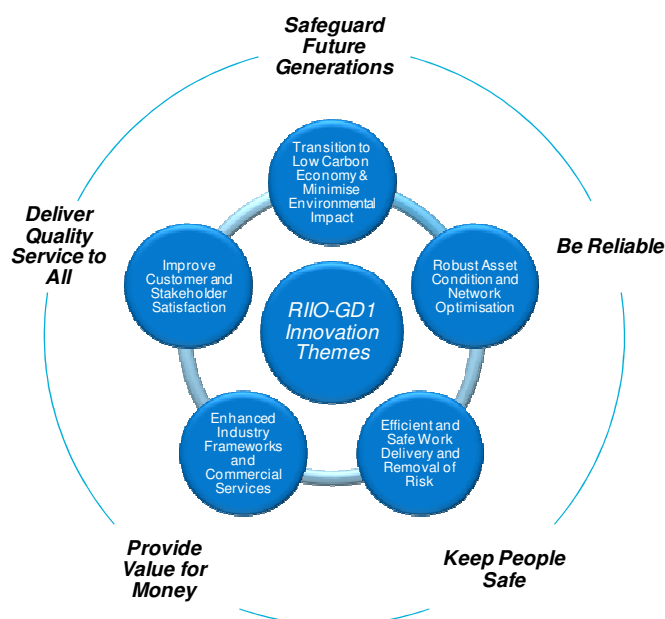 Safeguard
Future
Generations
Transition to
Low Carbon
Economy &
Minimise
Environmental
Impact
Deliver
Quality
Service to
All
Be Reliable
Improve
Customer and
Stakeholder
Satisfaction
Robust Asset
Condition and
Network
Optimisation
RIIO-GD1
Innovation
Themes
Enhanced
Industry
Frameworks
and
Commercial
Services
Efficient and
Safe Work
Delivery and
Removal of
Risk
Provide
Value for
Money
Keep People
Safe